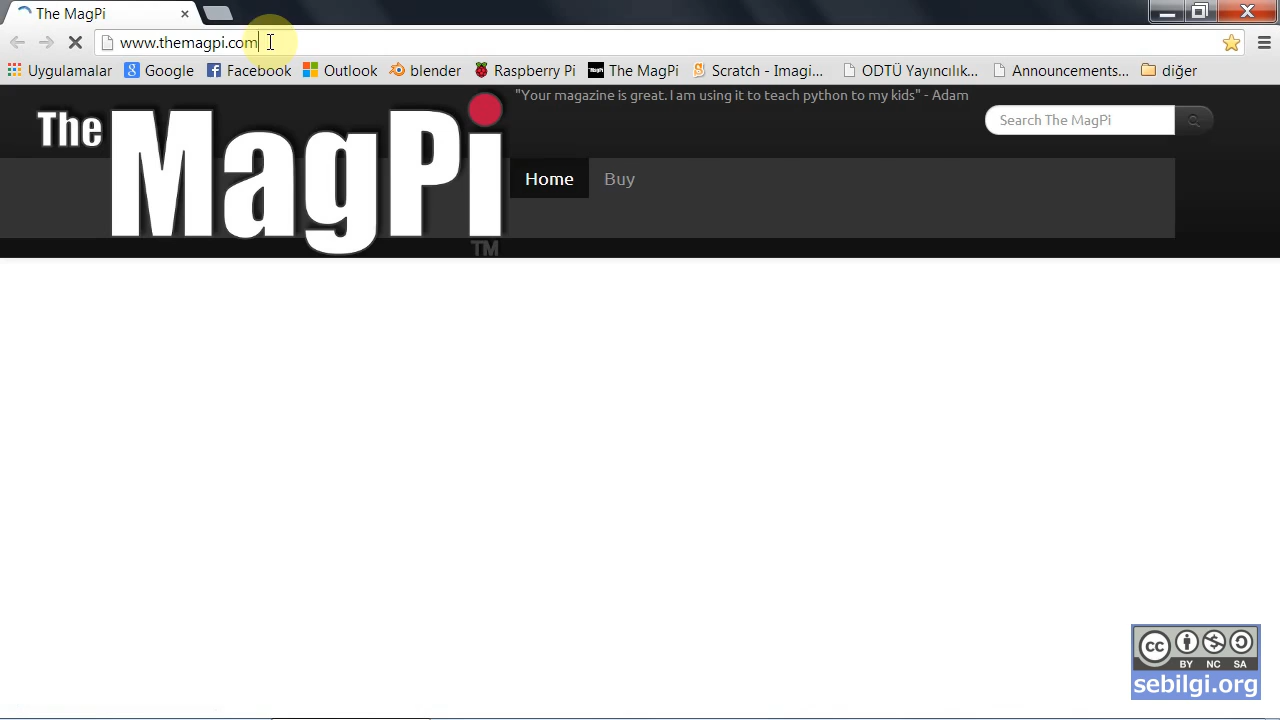 The MagPi
www.themagpi.com
Uygulamalar Google Facebook Outlook blender Raspberry Pi The MagPi Scratch - Imagi... ODTÜ Yayıncılık... Announcements... diğer
"Your magazine is great. I am using it to teach python to my kids" - Adam
The MagPi
TM
Search The MagPi
Home Buy
cc
BY NC SA
sebilgi.org